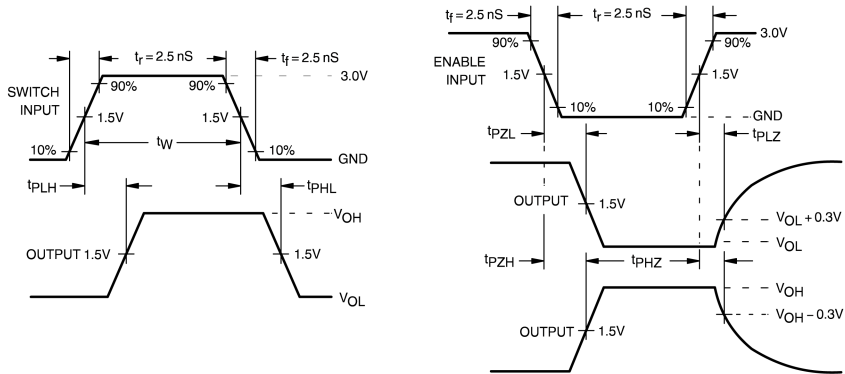 tr = 2.5 nS
tf = 2.5 nS
3.0V
SWITCH
INPUT
90%
90%
1.5V
1.5V
tW
10%
10%
GND
tPLH
tPHL
VOH
OUTPUT 1.5V
1.5V
VOL
tf = 2.5 nS
tr = 2.5 nS
3.0V
90%
90%
ENABLE
INPUT
1.5V
1.5V
10%
10%
GND
tPZL
tPLZ
OUTPUT
1.5V
VOL + 0.3V
VOL
tPZH
tPHZ
VOH
VOH – 0.3V
OUTPUT
1.5V